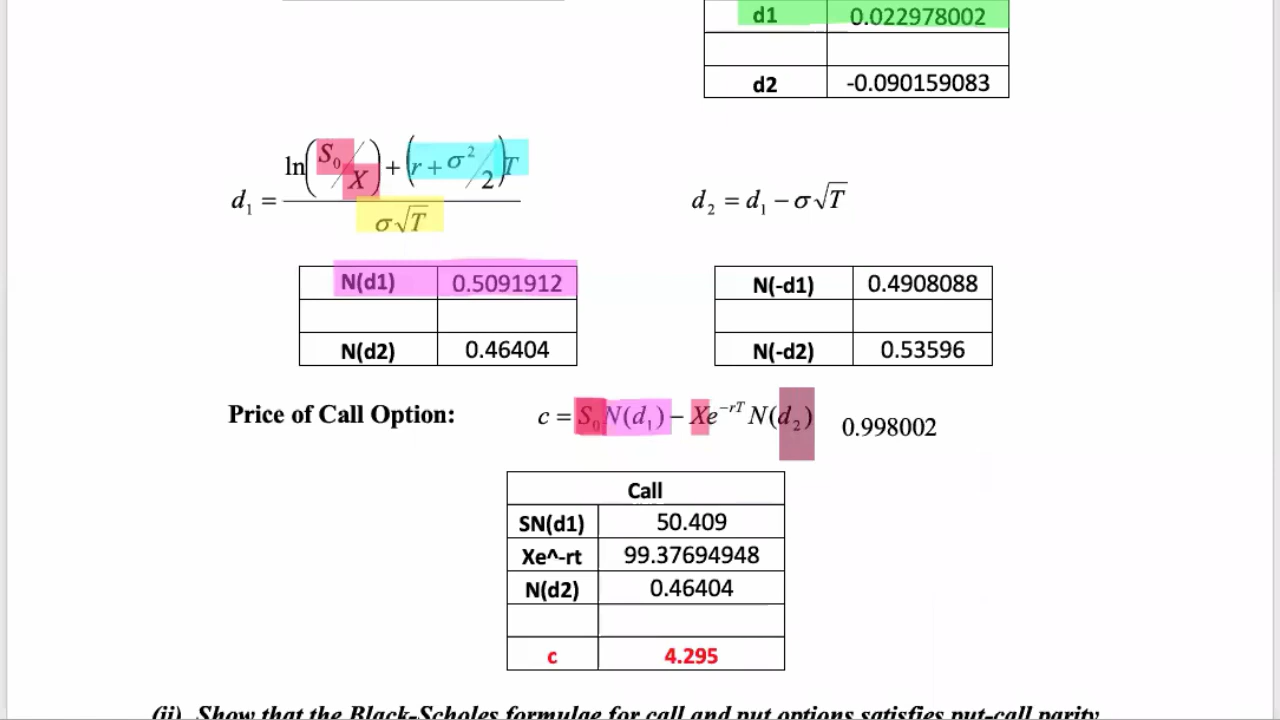 d1 0.022978002
d2 -0.090159083
d₁ = ln(S₀/X) + (r + σ²/2)T / σ√T
d₂ = d₁ − σ√T
N(d1) 0.5091912
N(d2) 0.46404
N(-d1) 0.4908088
N(-d2) 0.53596
Price of Call Option: c = S₀N(d₁) − Xe⁻ʳᵀ N(d₂) 0.998002
Call
SN(d1) 50.409
Xe^-rt 99.37694948
N(d2) 0.46404
c 4.295
(ii) Show that the Black-Scholes formulae for call and put options satisfies put-call parity